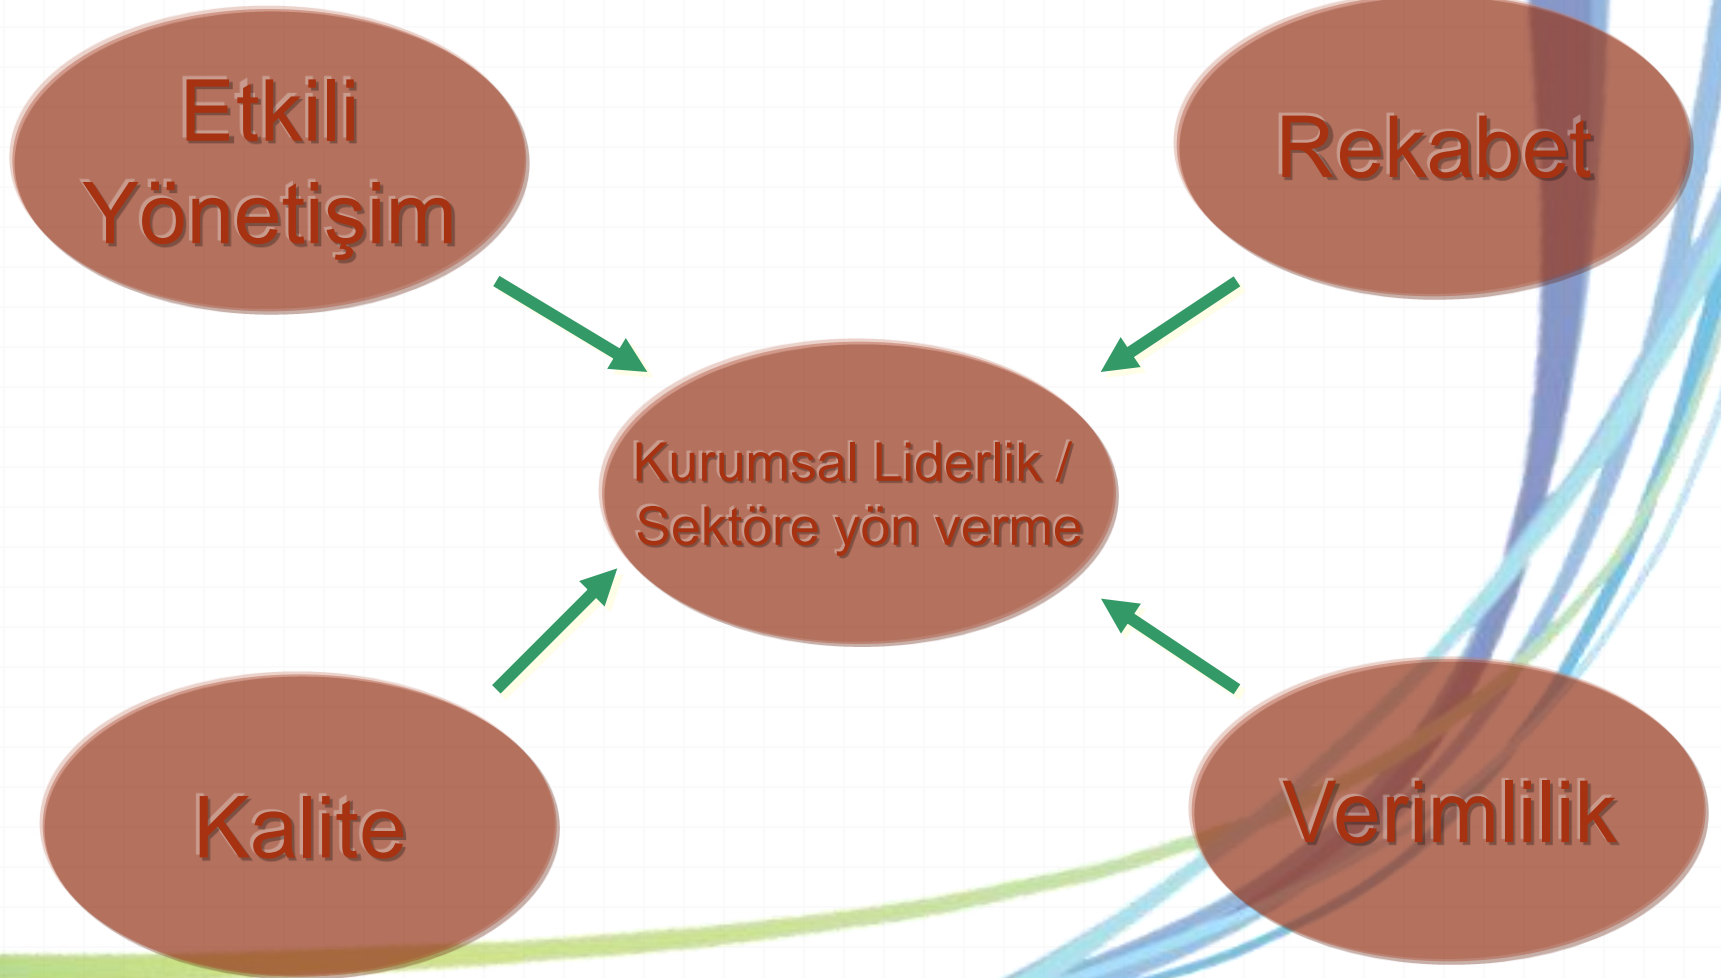 Etkili
Yönetişim
Rekabet
Kurumsal Liderlik /
Sektöre yön verme
Kalite
Verimlilik